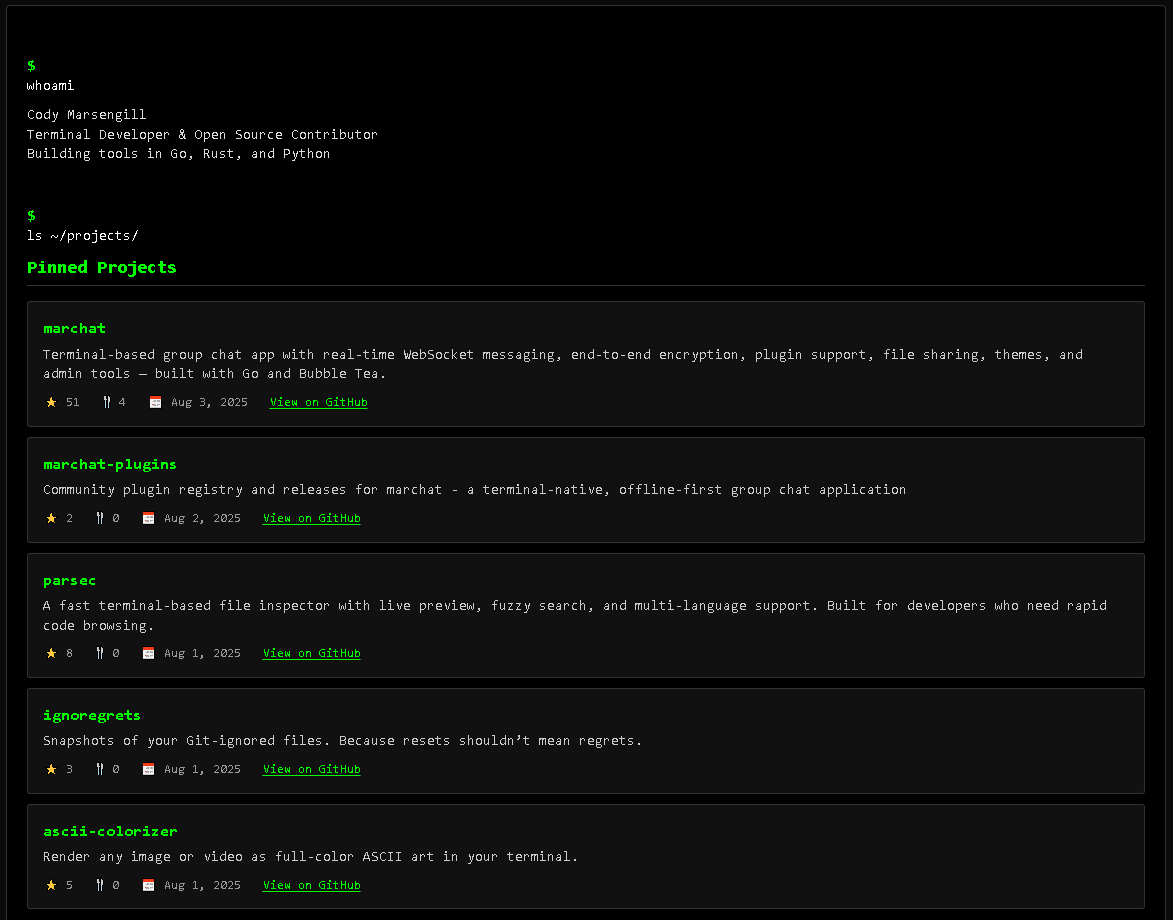 $
whoami
Cody Marsengill
Terminal Developer & Open Source Contributor
Building tools in Go, Rust, and Python
$
ls ~/projects/
Pinned Projects
marchat
Terminal-based group chat app with real-time WebSocket messaging, end-to-end encryption, plugin support, file sharing, themes, and
admin tools — built with Go and Bubble Tea.
51 4 Aug 3, 2025 View on GitHub
marchat-plugins
Community plugin registry and releases for marchat - a terminal-native, offline-first group chat application
2 0 Aug 2, 2025 View on GitHub
parsec
A fast terminal-based file inspector with live preview, fuzzy search, and multi-language support. Built for developers who need rapid
code browsing.
8 0 Aug 1, 2025 View on GitHub
ignoregrets
Snapshots of your Git-ignored files. Because resets shouldn’t mean regrets.
3 0 Aug 1, 2025 View on GitHub
ascii-colorizer
Render any image or video as full-color ASCII art in your terminal.
5 0 Aug 1, 2025 View on GitHub